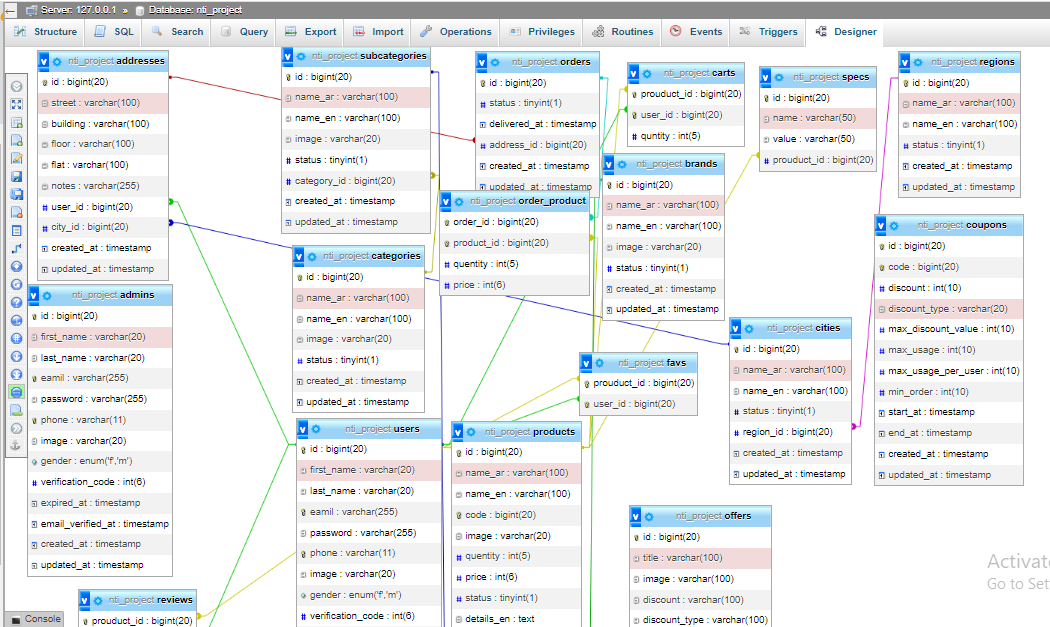 Server: 127.0.0.1 » Database: nti_project
Structure SQL Search Query Export Import Operations Privileges Routines Events Triggers Designer
nti_project addresses
id : bigint(20)
street : varchar(100)
building : varchar(100)
floor : varchar(100)
flat : varchar(100)
notes : varchar(255)
user_id : bigint(20)
city_id : bigint(20)
created_at : timestamp
updated_at : timestamp
nti_project subcategories
id : bigint(20)
name_ar : varchar(100)
name_en : varchar(100)
image : varchar(20)
status : tinyint(1)
category_id : bigint(20)
created_at : timestamp
updated_at : timestamp
nti_project orders
id : bigint(20)
status : tinyint(1)
delivered_at : timestamp
address_id : bigint(20)
created_at : timestamp
updated_at : timestamp
nti_project carts
prouduct_id : bigint(20)
user_id : bigint(20)
quntity : int(5)
nti_project specs
id : bigint(20)
name : varchar(50)
value : varchar(50)
prouduct_id : bigint(20)
nti_project regions
id : bigint(20)
name_ar : varchar(100)
name_en : varchar(100)
status : tinyint(1)
created_at : timestamp
updated_at : timestamp
nti_project brands
id : bigint(20)
name_ar : varchar(100)
name_en : varchar(100)
image : varchar(20)
status : tinyint(1)
created_at : timestamp
updated_at : timestamp
nti_project order_product
order_id : bigint(20)
product_id : bigint(20)
quentity : int(5)
price : int(6)
nti_project coupons
id : bigint(20)
code : bigint(20)
discount : int(10)
discount_type : varchar(20)
max_discount_value : int(10)
max_usage : int(10)
max_usage_per_user : int(10)
min_order : int(10)
start_at : timestamp
end_at : timestamp
created_at : timestamp
updated_at : timestamp
nti_project categories
id : bigint(20)
name_ar : varchar(100)
name_en : varchar(100)
image : varchar(20)
status : tinyint(1)
created_at : timestamp
updated_at : timestamp
nti_project admins
id : bigint(20)
first_name : varchar(20)
last_name : varchar(20)
eamil : varchar(255)
password : varchar(255)
phone : varchar(11)
image : varchar(20)
gender : enum('f','m')
verification_code : int(6)
expired_at : timestamp
email_verified_at : timestamp
created_at : timestamp
updated_at : timestamp
nti_project cities
id : bigint(20)
name_ar : varchar(100)
name_en : varchar(100)
status : tinyint(1)
region_id : bigint(20)
created_at : timestamp
updated_at : timestamp
nti_project favs
prouduct_id : bigint(20)
user_id : bigint(20)
nti_project users
id : bigint(20)
first_name : varchar(20)
last_name : varchar(20)
eamil : varchar(255)
password : varchar(255)
phone : varchar(11)
image : varchar(20)
gender : enum('f','m')
verification_code : int(6)
nti_project products
id : bigint(20)
name_ar : varchar(100)
name_en : varchar(100)
code : bigint(20)
image : varchar(20)
quentity : int(5)
price : int(6)
status : tinyint(1)
details_en : text
nti_project offers
id : bigint(20)
title : varchar(100)
image : varchar(100)
discount : varchar(100)
discount_type : varchar(100)
nti_project reviews
prouduct_id : bigint(20)
Console
Activate
Go to Set